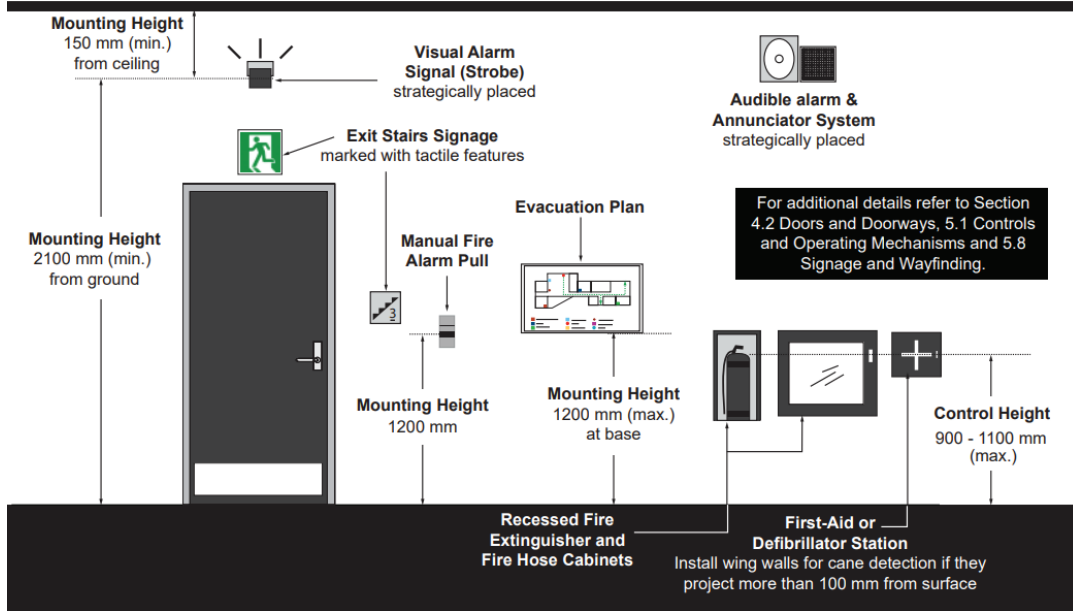 Mounting Height
150 mm (min.)
from ceiling
Visual Alarm
Signal (Strobe)
strategically placed
Audible alarm &
Annunciator System
strategically placed
Exit Stairs Signage
marked with tactile features
Mounting Height
2100 mm (min.)
from ground
Manual Fire
Alarm Pull
Evacuation Plan
For additional details refer to Section
4.2 Doors and Doorways, 5.1 Controls
and Operating Mechanisms and 5.8
Signage and Wayfinding.
3
Mounting Height
1200 mm
Mounting Height
1200 mm (max.)
at base
Control Height
900 - 1100 mm
(max.)
Recessed Fire
Extinguisher and
Fire Hose Cabinets
First-Aid or
Defibrillator Station
Install wing walls for cane detection if they
project more than 100 mm from surface